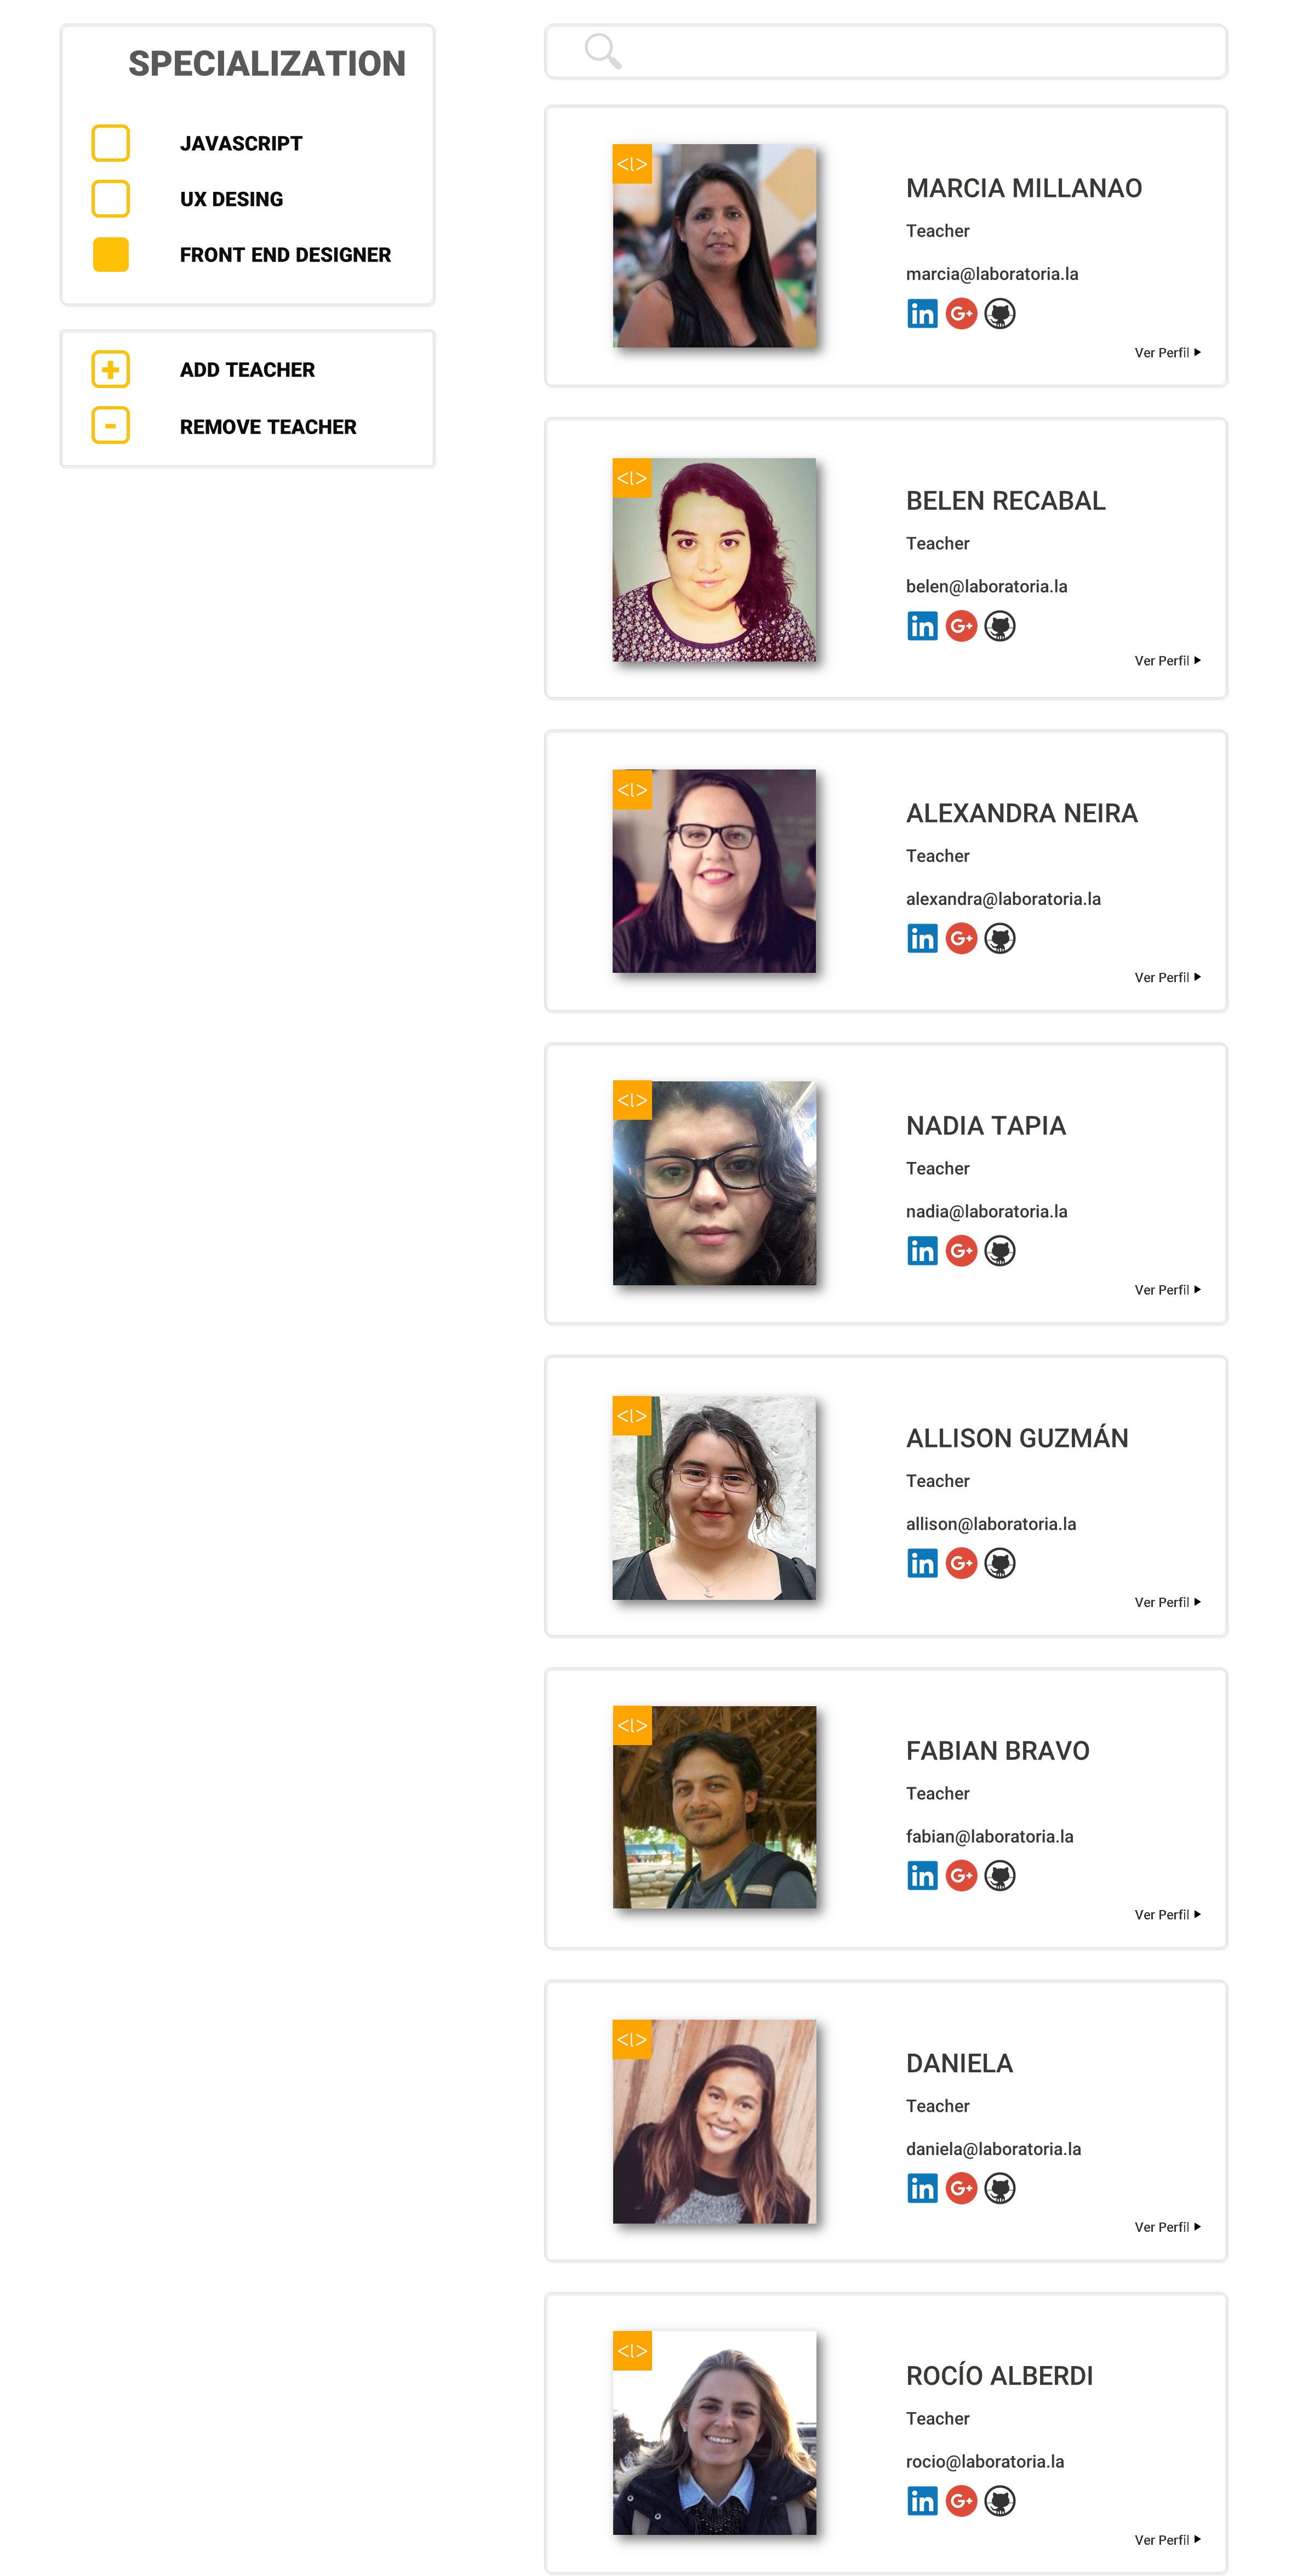 SPECIALIZATION
JAVASCRIPT
UX DESING
FRONT END DESIGNER
+ ADD TEACHER
- REMOVE TEACHER
<l>
MARCIA MILLANAO
Teacher
marcia@laboratoria.la
in G+
Ver Perfil
<l>
BELEN RECABAL
Teacher
belen@laboratoria.la
in G+
Ver Perfil
<l>
ALEXANDRA NEIRA
Teacher
alexandra@laboratoria.la
in G+
Ver Perfil
<l>
NADIA TAPIA
Teacher
nadia@laboratoria.la
in G+
Ver Perfil
<l>
ALLISON GUZMÁN
Teacher
allison@laboratoria.la
in G+
Ver Perfil
<l>
FABIAN BRAVO
Teacher
fabian@laboratoria.la
in G+
Ver Perfil
<l>
DANIELA
Teacher
daniela@laboratoria.la
in G+
Ver Perfil
<l>
ROCÍO ALBERDI
Teacher
rocio@laboratoria.la
in G+
Ver Perfil